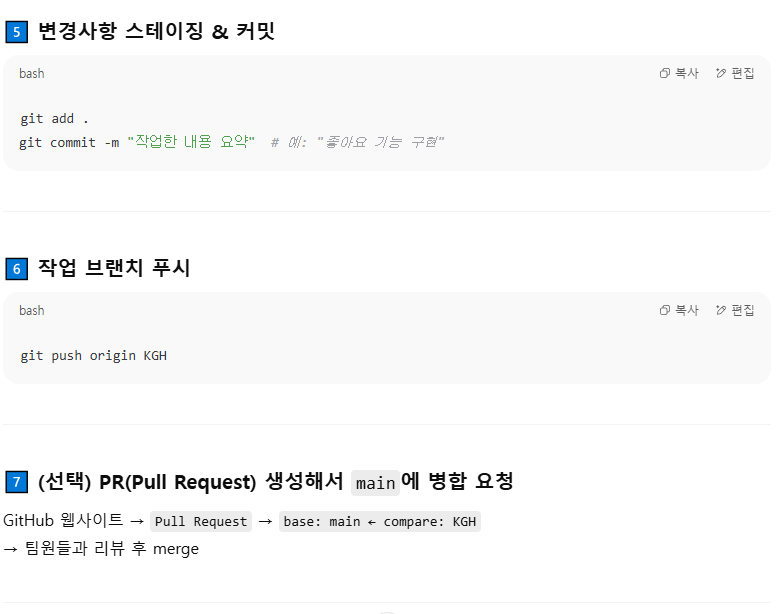 5 변경사항 스테이징 & 커밋
bash 복사 편집
git add .
git commit -m "작업한 내용 요약" # 예: "좋아요 기능 구현"
6 작업 브랜치 푸시
bash 복사 편집
git push origin KGH
7 (선택) PR(Pull Request) 생성해서 main에 병합 요청
GitHub 웹사이트 → Pull Request → base: main ← compare: KGH
→ 팀원들과 리뷰 후 merge